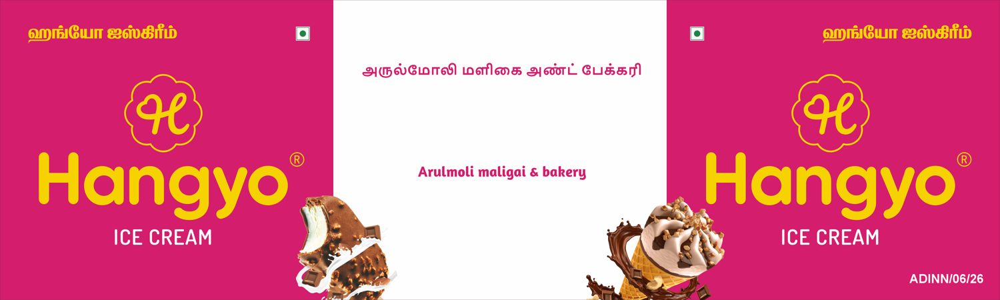 ஹங்யோ ஐஸ்கிரீம்
H
Hangyo®
ICE CREAM
அருல்மோலி மளிகை அண்ட் பேக்கரி
Arulmoli maligai & bakery
ஹங்யோ ஐஸ்கிரீம்
H
Hangyo®
ICE CREAM
ADINN/06/26